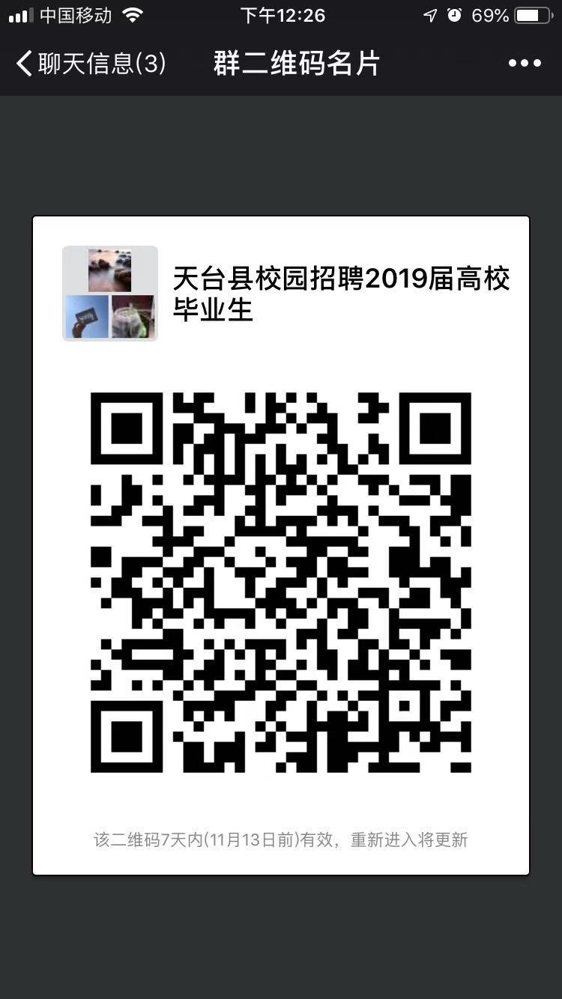 中国移动 下午12:26 69%
聊天信息(3) 群二维码名片
天台县校园招聘2019届高校
毕业生
该二维码7天内(11月13日前)有效，重新进入将更新